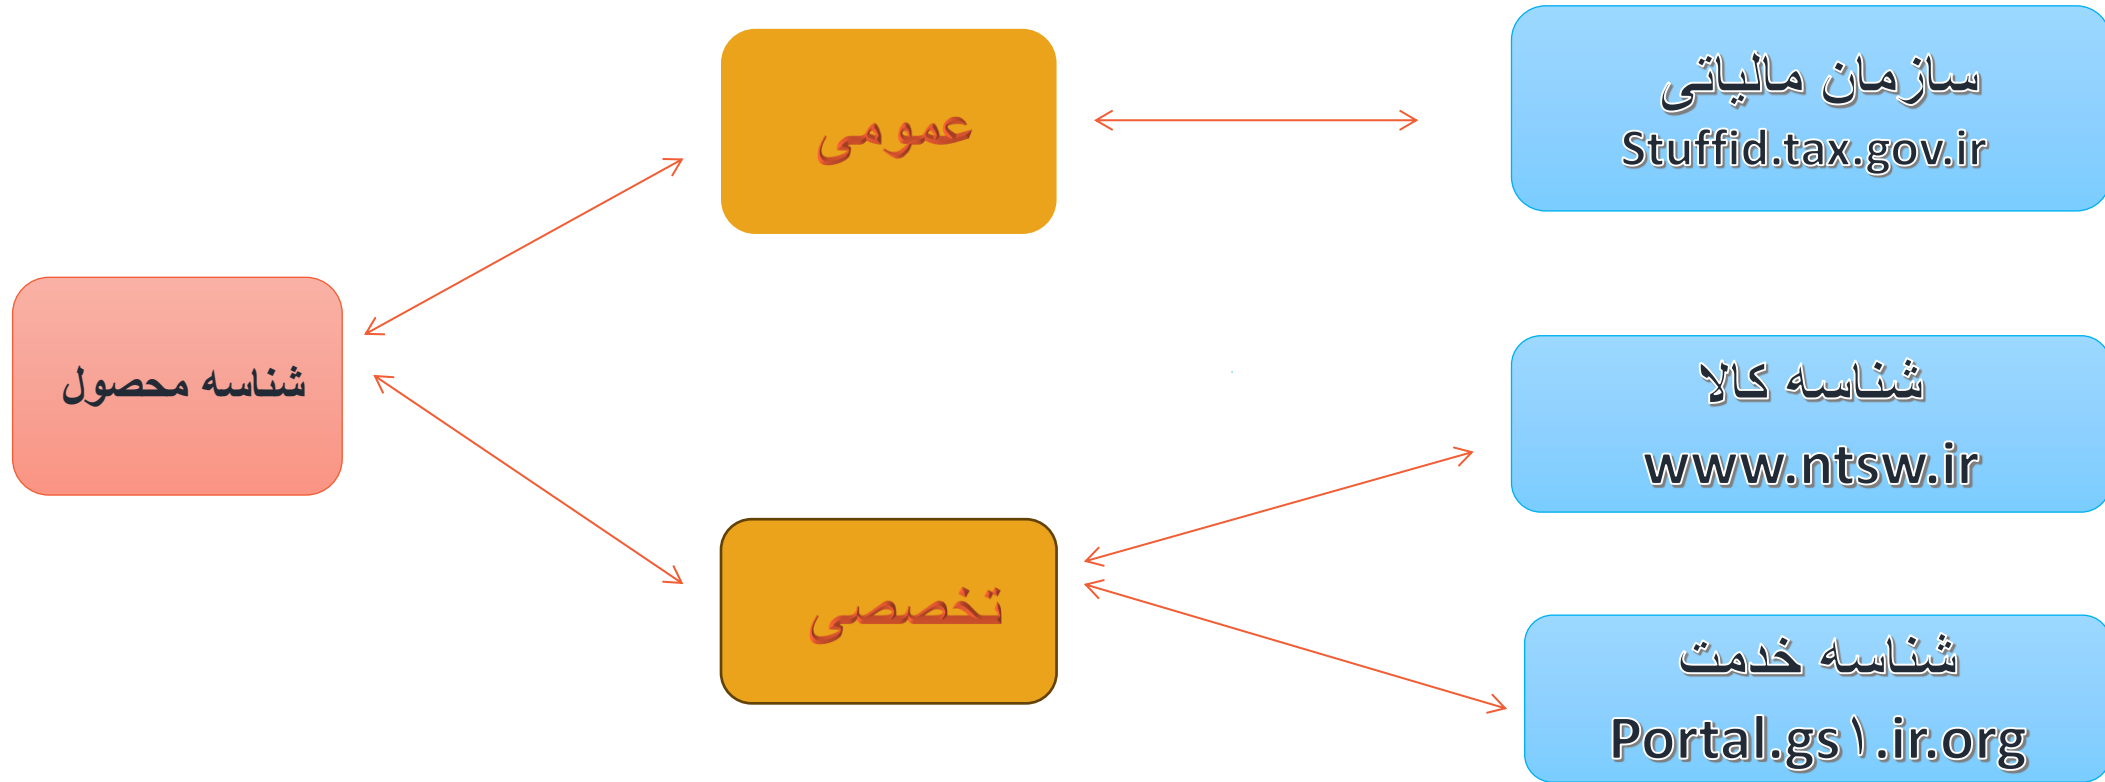 شناسه محصول
عمومی
تخصصی
سازمان مالیاتی
Stuffid.tax.gov.ir
شناسه کالا
www.ntsw.ir
شناسه خدمت
Portal.gs۱.ir.org